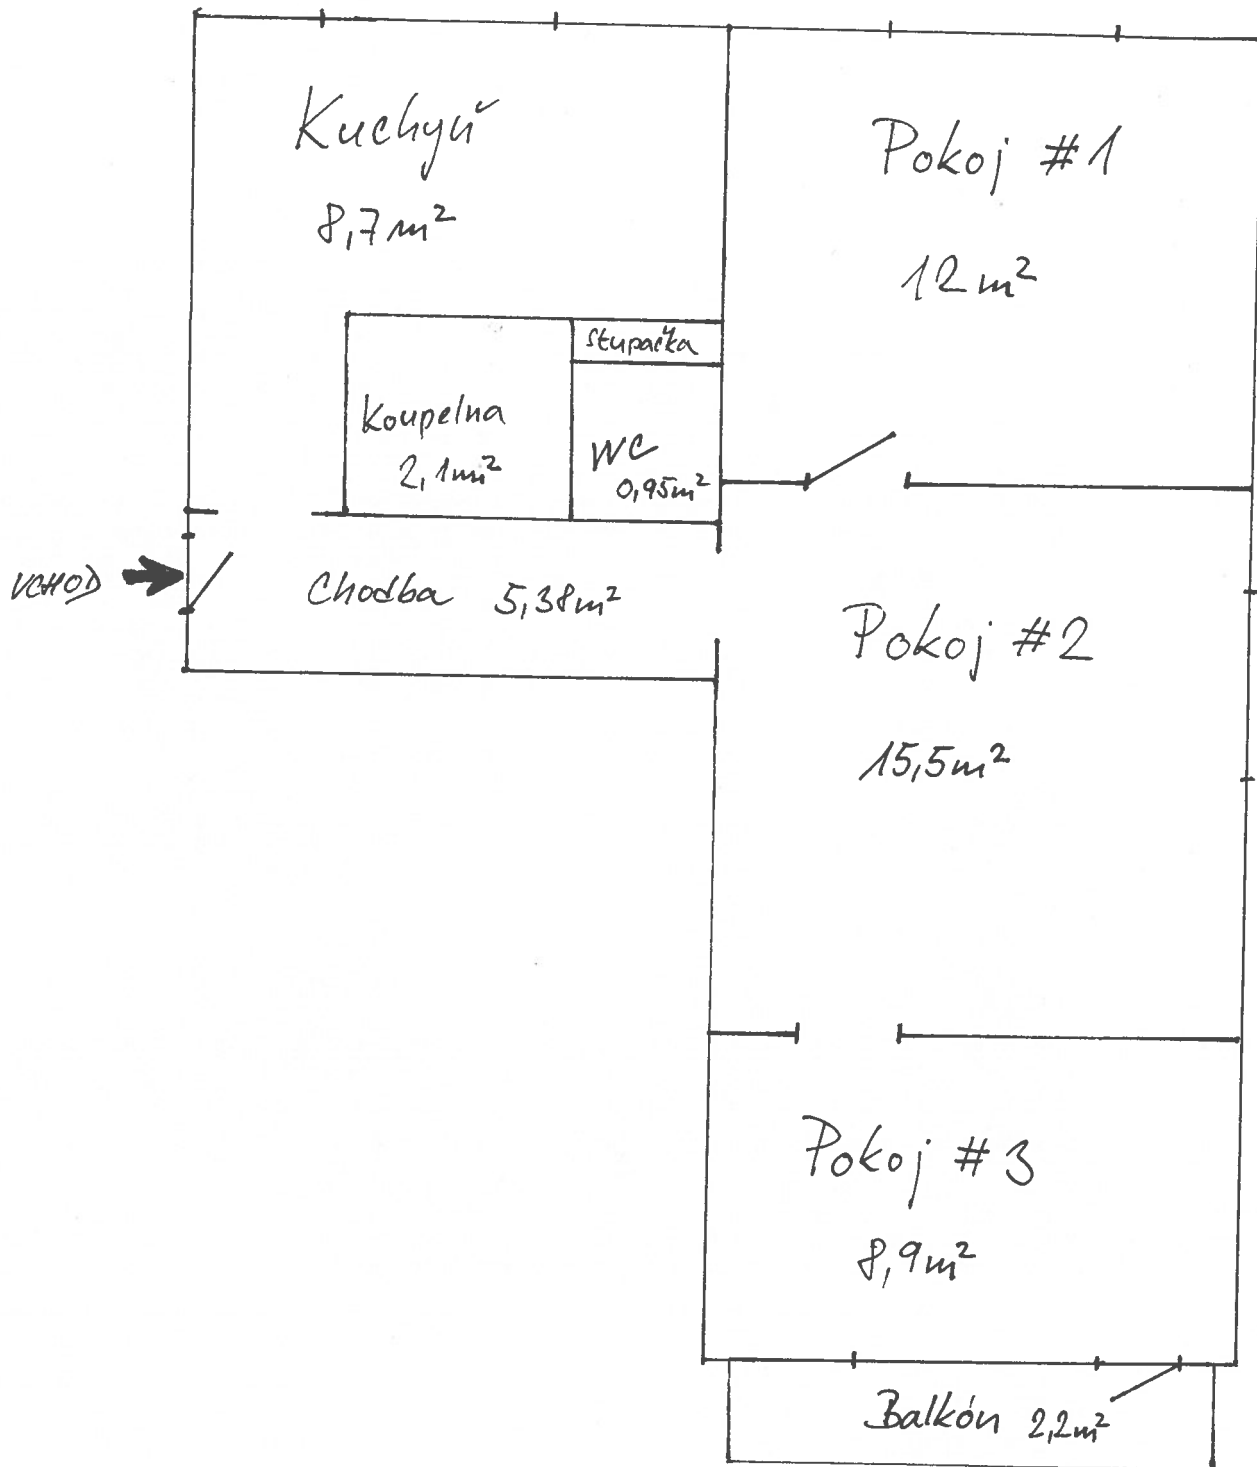 Kuchyň
8,7m²
Pokoj #1
12m²
stupačka
Koupelna
2,1m²
WC
0,95m²
VCHOD
Chodba 5,38m²
Pokoj #2
15,5m²
Pokoj #3
8,9m²
Balkón 2,2m²